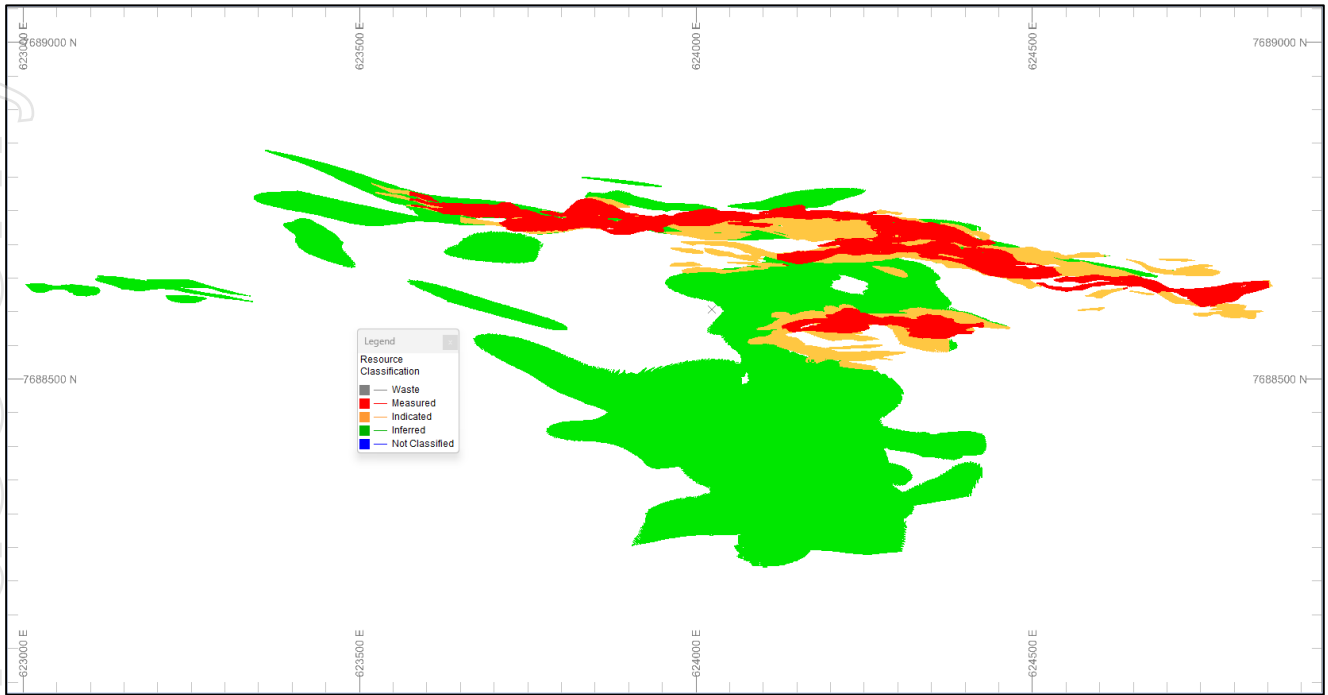 623000 E
623500 E
624000 E
624500 E
7689000 N
7689000 N
Legend
Resource
Classification
Waste
Measured
Indicated
Inferred
Not Classified
7688500 N
7688500 N
623000 E
623500 E
624000 E
624500 E